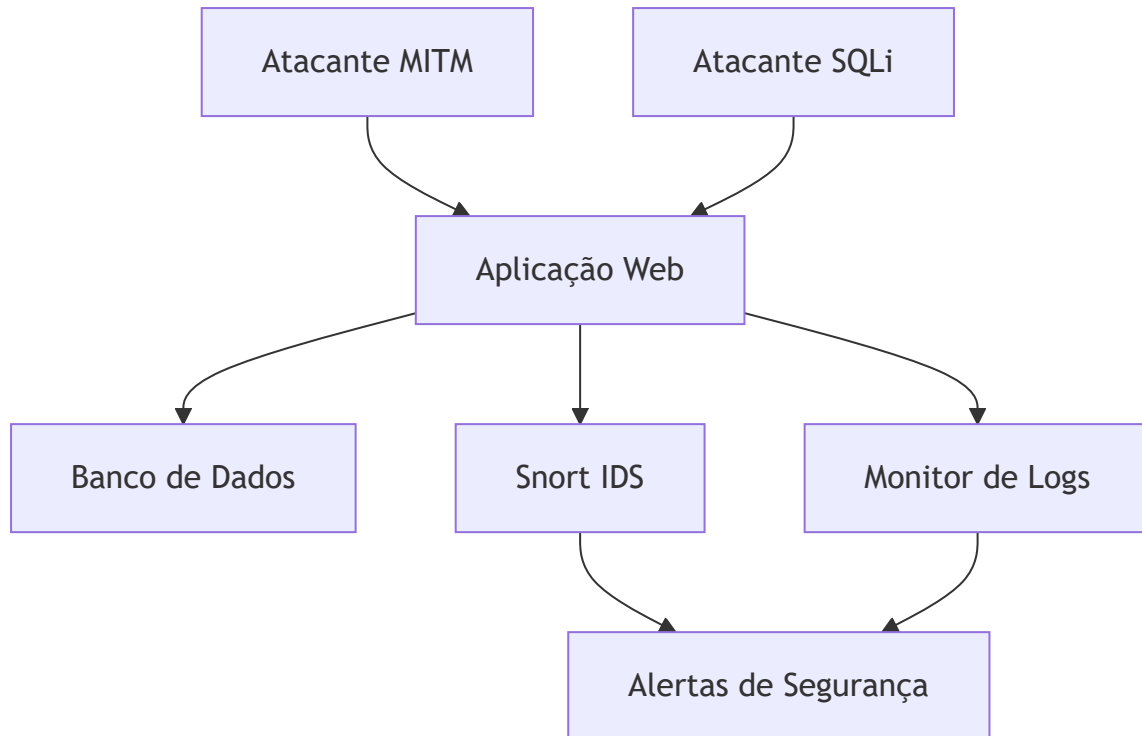 Atacante MITM
Atacante SQLi
Aplicação Web
Banco de Dados
Snort IDS
Monitor de Logs
Alertas de Segurança